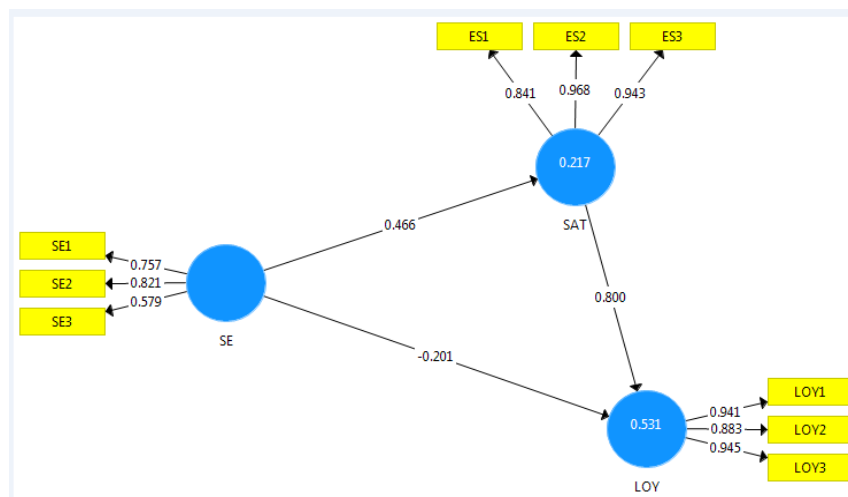 ES1
ES2
ES3
0.841
0.968
0.943
0.217
SAT
0.466
SE1
SE2
SE3
0.757
0.821
0.579
SE
0.800
-0.201
0.531
LOY
0.941
0.883
0.945
LOY1
LOY2
LOY3